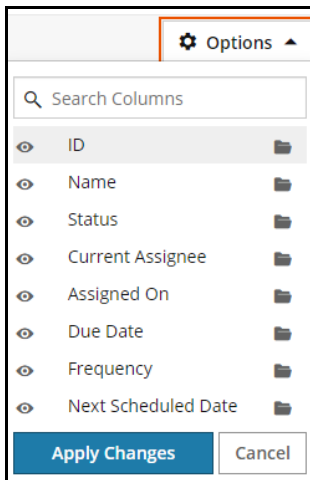 Options
Search Columns
ID
Name
Status
Current Assignee
Assigned On
Due Date
Frequency
Next Scheduled Date
Apply Changes Cancel